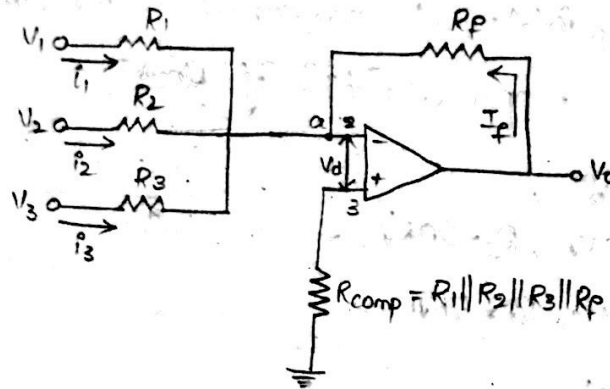 V1
R1
i1
V2
R2
i2
V3
R3
i3
Rf
If
a
2
Vd
-
+
3
Rcomp = R1 || R2 || R3 || Rf